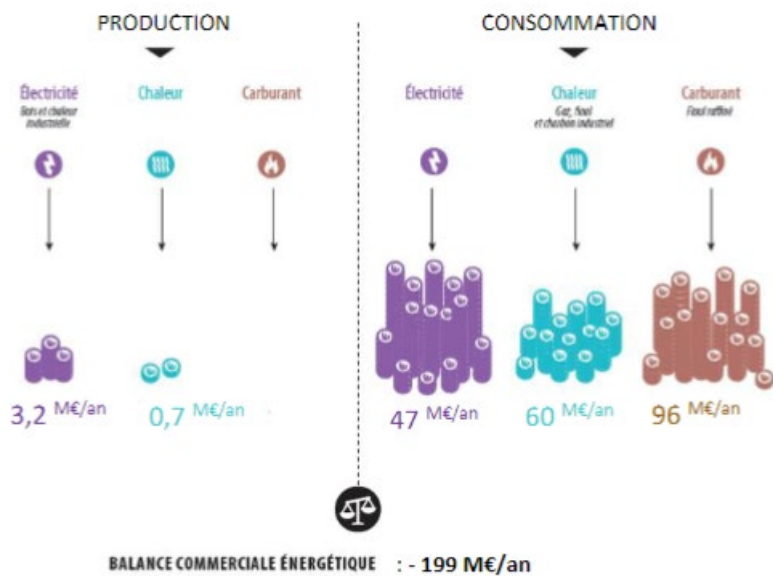 PRODUCTION
Électricité
Bois et chaleur
industrielle
Chaleur
Carburant
3,2 M€/an
0,7 M€/an
CONSOMMATION
Électricité
Chaleur
Gaz, fioul
et charbon industriel
Carburant
Fioul raffiné
47 M€/an
60 M€/an
96 M€/an
BALANCE COMMERCIALE ÉNERGÉTIQUE : - 199 M€/an